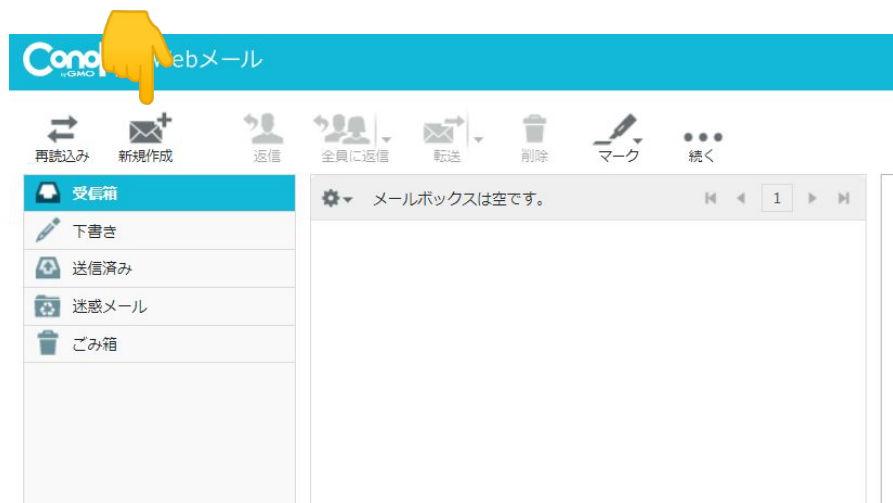 Cono
by GMO
ebメール
再読込み
新規作成
返信
全員に返信
転送
削除
マーク
続く
受信箱
メールボックスは空です。
1
下書き
送信済み
迷惑メール
ごみ箱